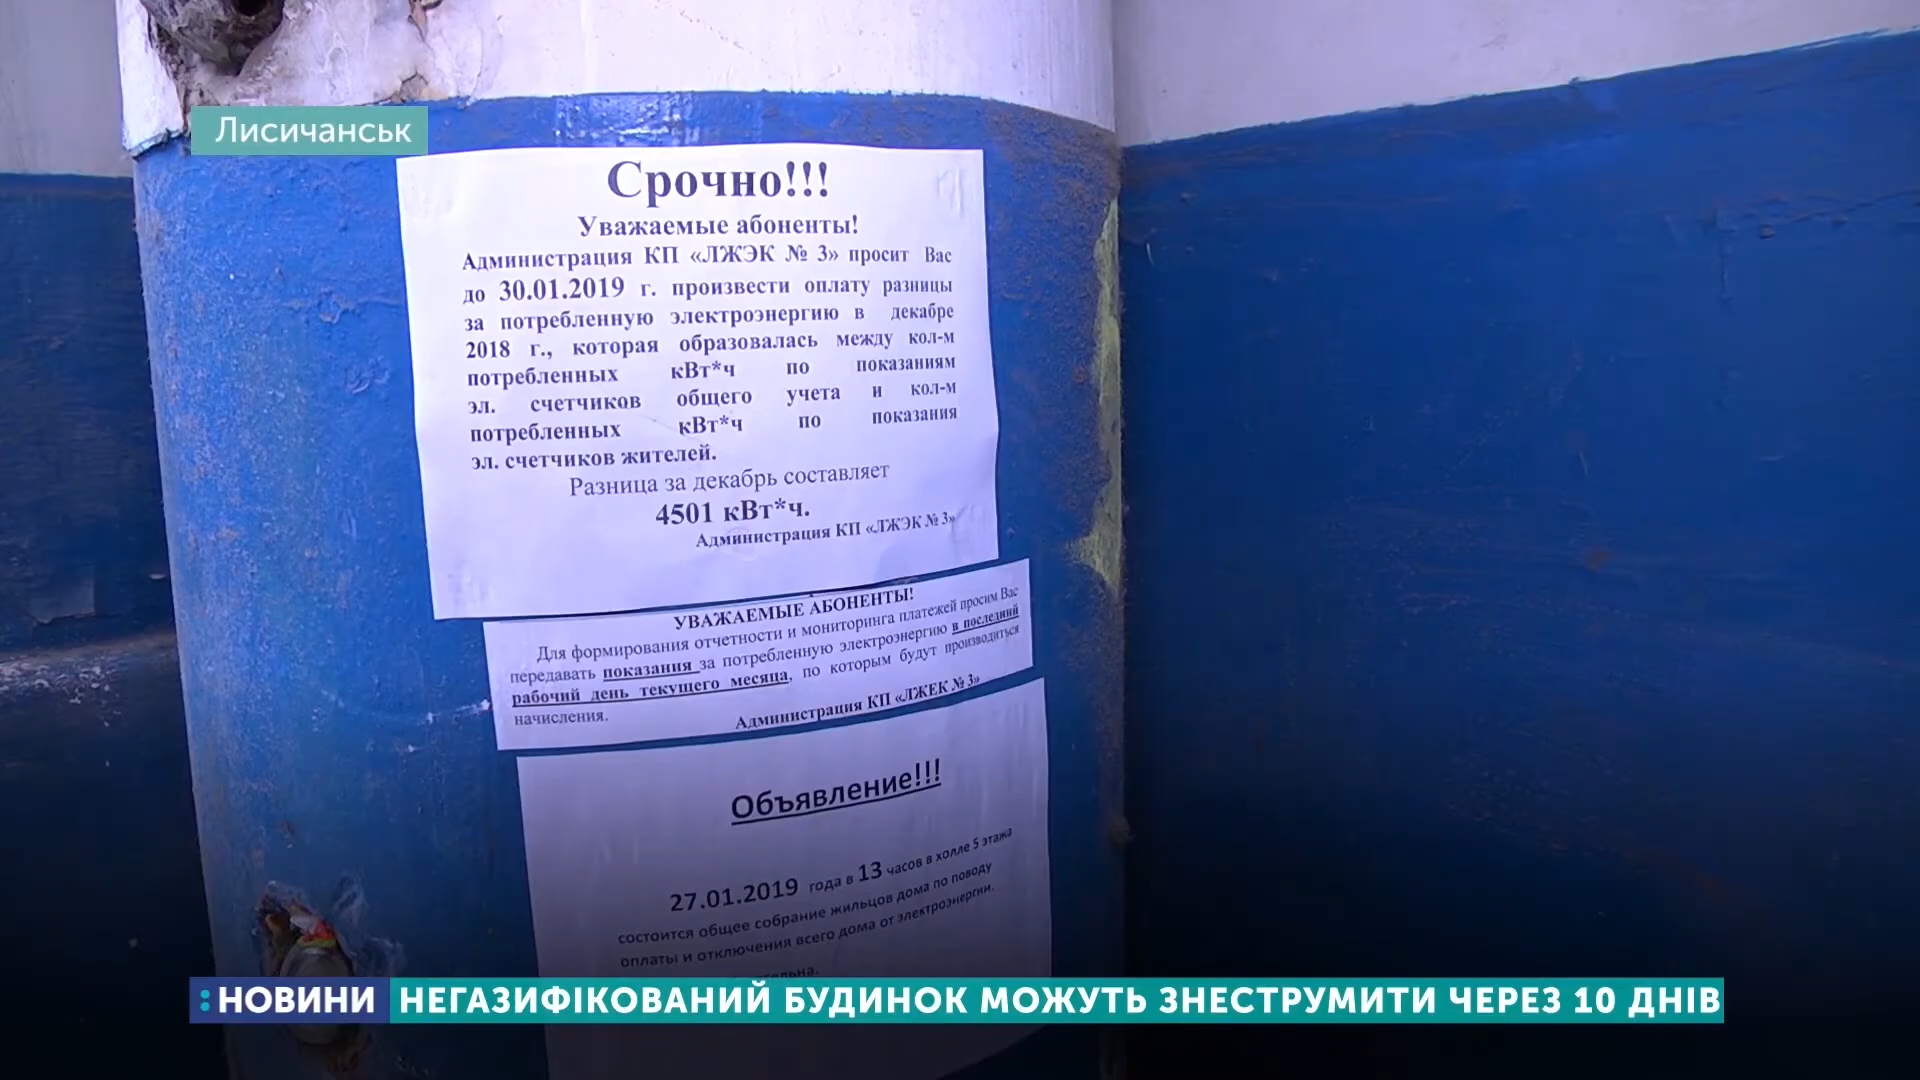 Лисичанськ
Срочно!!!
Уважаемые абоненты!
Администрация КП «ЛЖЭК № 3» просит Вас
до 30.01.2019 г. произвести оплату разницы
за потребленную электроэнергию в декабре
2018 г., которая образовалась между кол-м
потребленных кВт*ч по показаниям
эл. счетчиков общего учета и кол-м
потребленных кВт*ч по показания
эл. счетчиков жителей.
Разница за декабрь составляет
4501 кВт*ч.
Администрация КП «ЛЖЭК № 3»
УВАЖАЕМЫЕ АБОНЕНТЫ!
Для формирования отчетности и мониторинга платежей просим Вас
передавать показания за потребленную электроэнергию в последний
рабочий день текущего месяца, по которым будут производиться
начисления.
Администрация КП «ЛЖЕК № 3»
Объявление!!!
27.01.2019 года в 13 часов в холле 5 этажа
состоится общее собрание жильцов дома по поводу
оплаты и отключения всего дома от электроэнергии.
:НОВИНИ НЕГАЗИФІКОВАНИЙ БУДИНОК МОЖУТЬ ЗНЕСТРУМИТИ ЧЕРЕЗ 10 ДНІВ